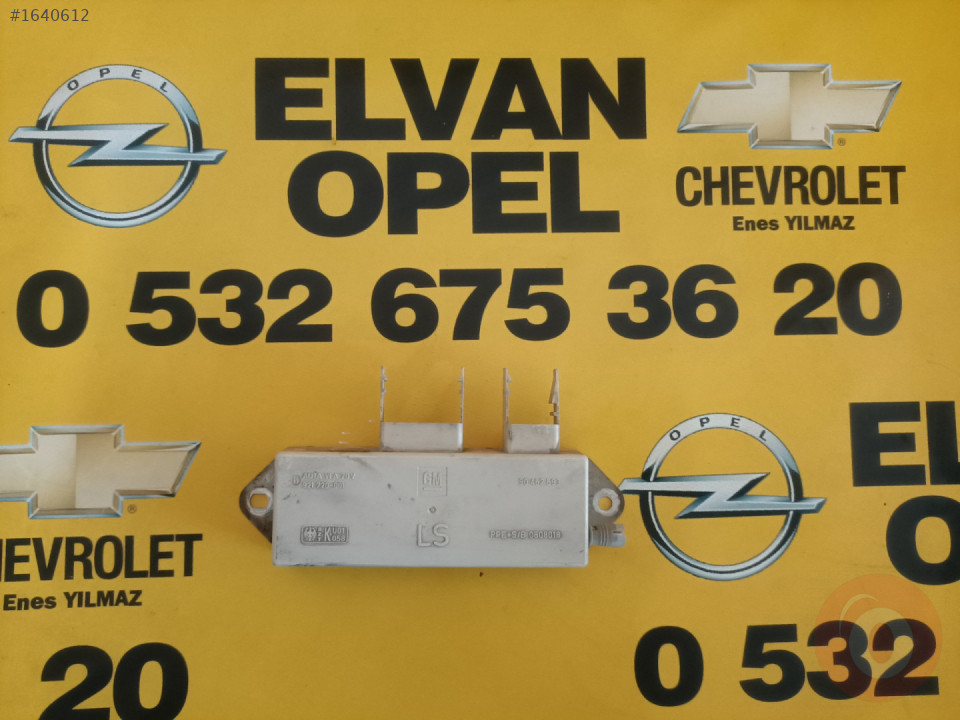 #1640612
OPEL
ELVAN
OPEL
CHEVROLET
Enes YILMAZ
0 532 675 36 20
OPEL
EL
O
HEVROLET
Enes YILMAZ
GM
LS
20
0 532